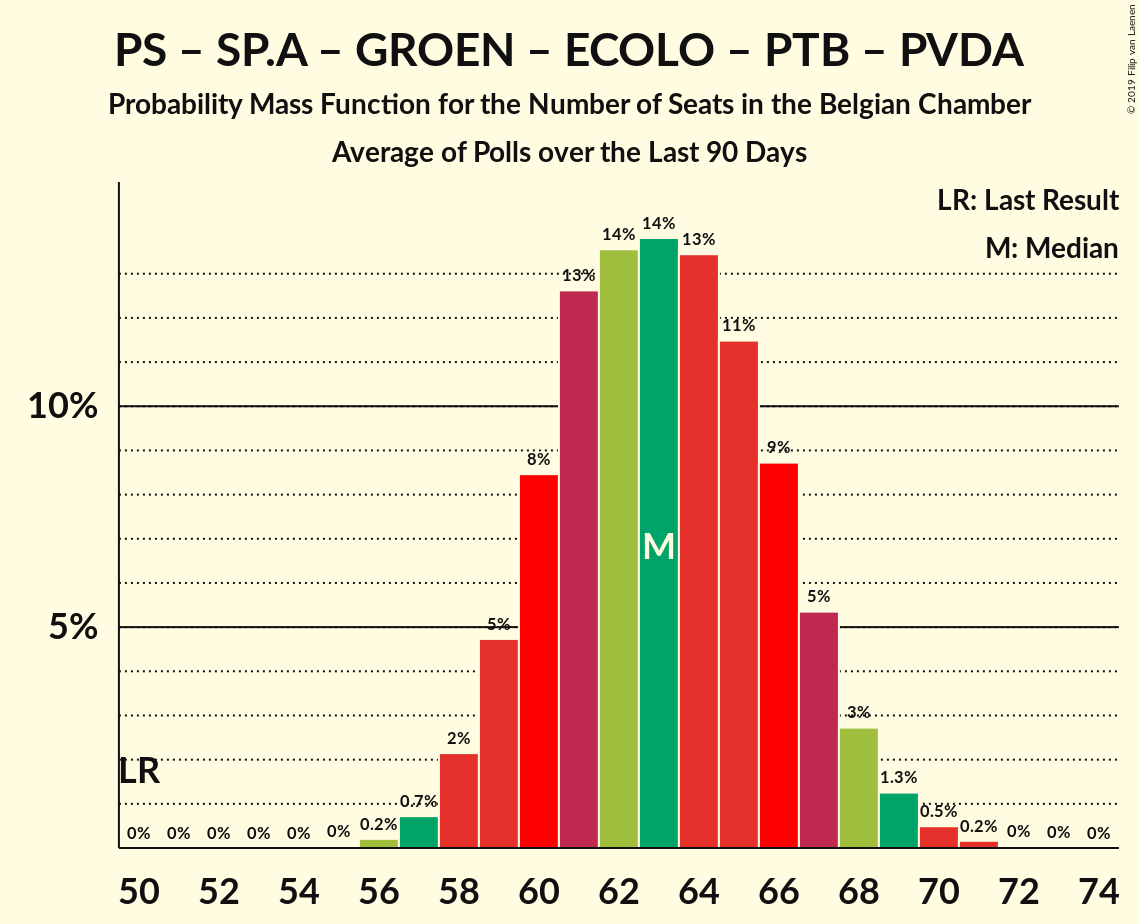 PS – SP.A – GROEN – ECOLO – PTB – PVDA
Probability Mass Function for the Number of Seats in the Belgian Chamber
Average of Polls over the Last 90 Days
© 2019 Filip van Laenen
LR: Last Result
M: Median
10%
5%
LR
M
0% 0% 0% 0% 0% 0% 0.2% 0.7% 2% 5% 8% 13% 14% 14% 13% 11% 9% 5% 3% 1.3% 0.5% 0.2% 0% 0% 0%
50 52 54 56 58 60 62 64 66 68 70 72 74